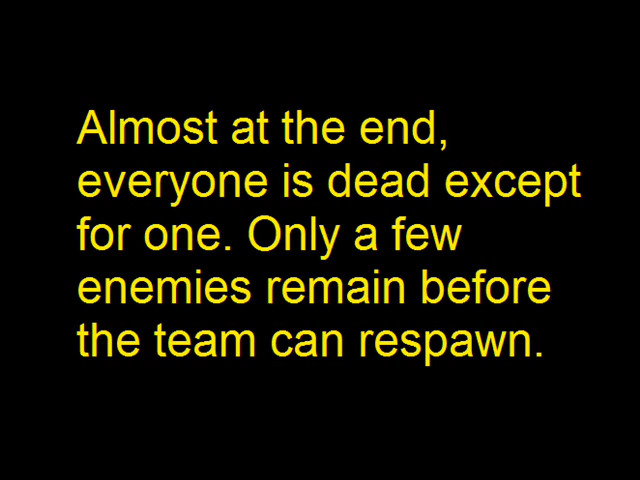 Almost at the end,
everyone is dead except
for one. Only a few
enemies remain before
the team can respawn.